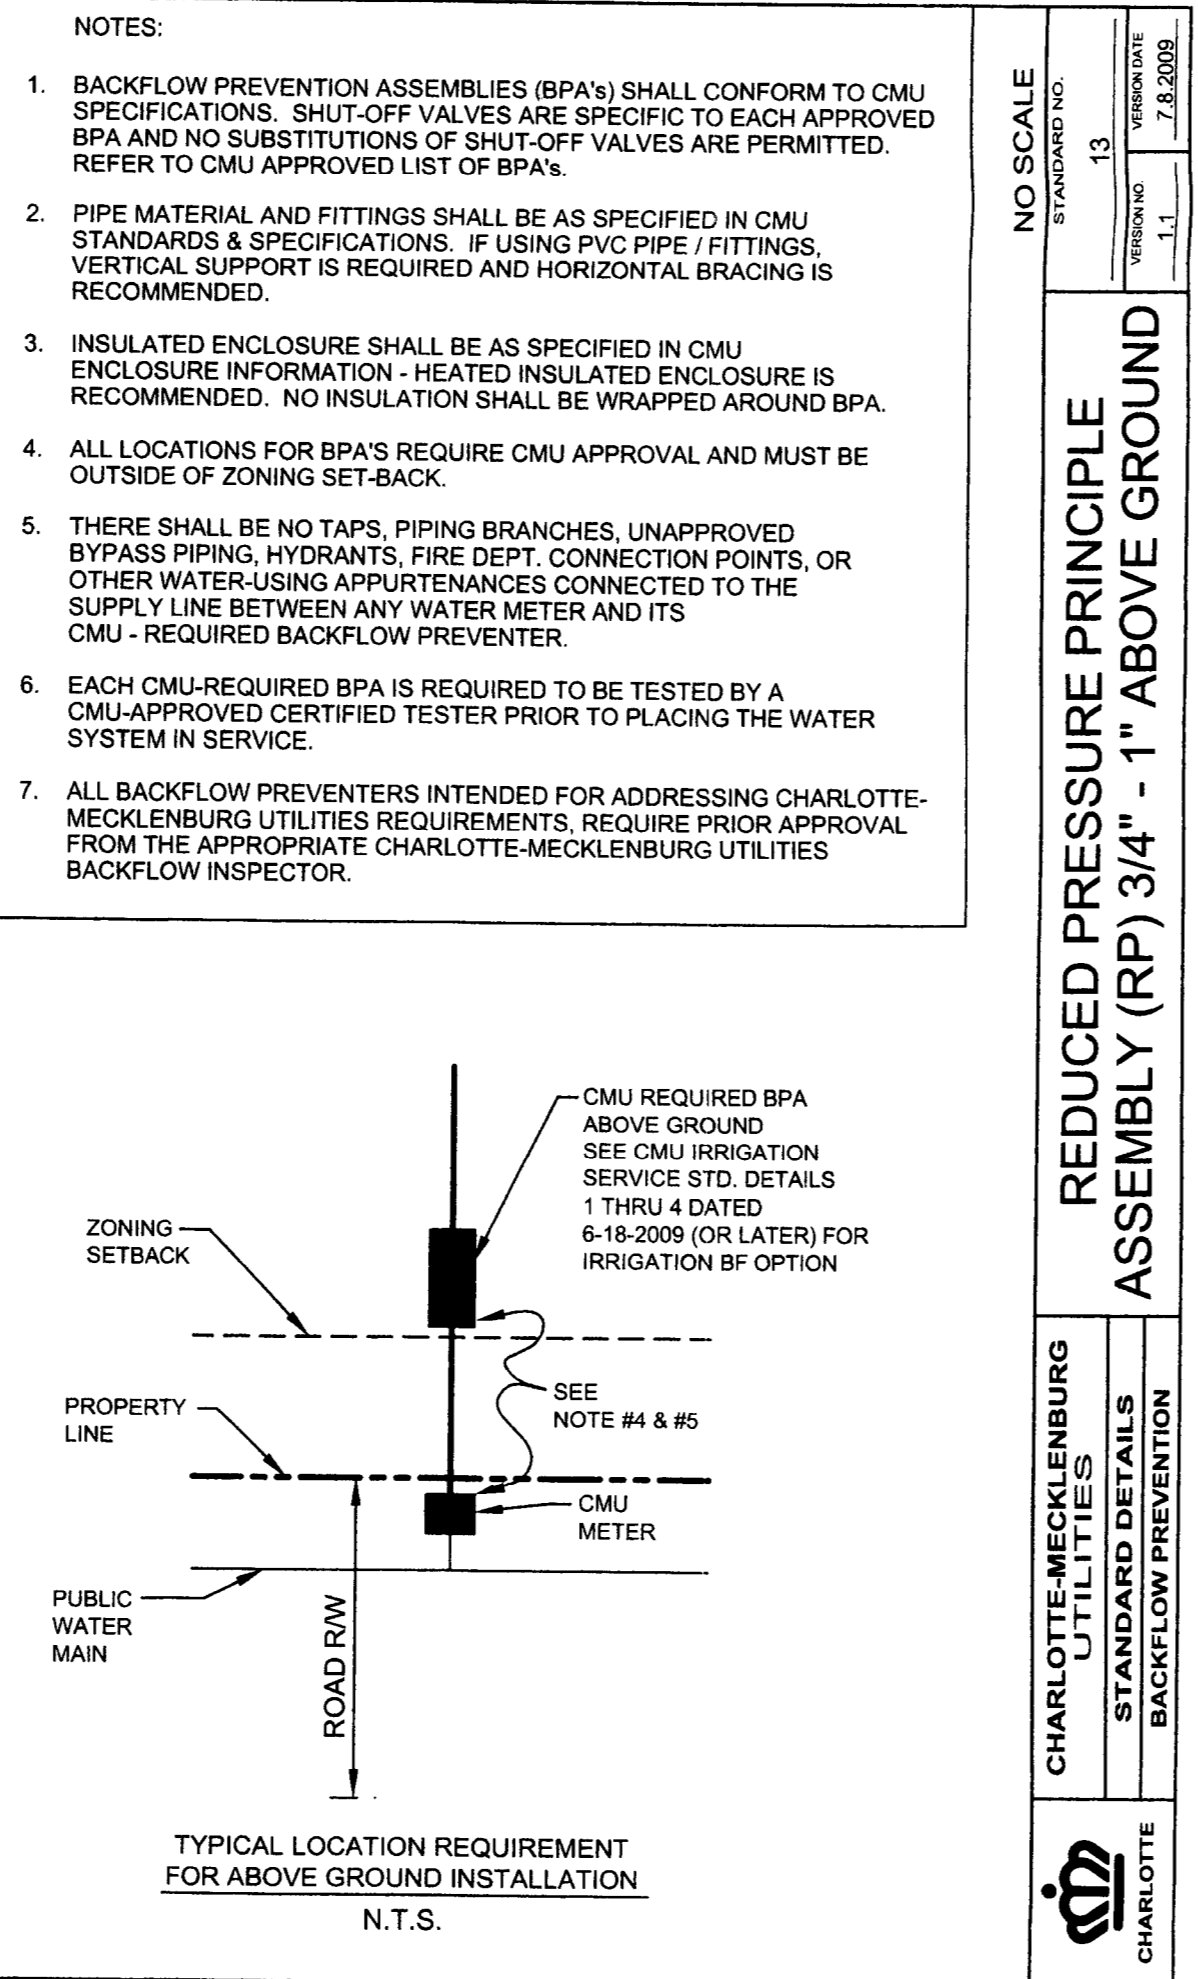 NOTES:
1. BACKFLOW PREVENTION ASSEMBLIES (BPA's) SHALL CONFORM TO CMU
SPECIFICATIONS. SHUT-OFF VALVES ARE SPECIFIC TO EACH APPROVED
BPA AND NO SUBSTITUTIONS OF SHUT-OFF VALVES ARE PERMITTED.
REFER TO CMU APPROVED LIST OF BPA's.
2. PIPE MATERIAL AND FITTINGS SHALL BE AS SPECIFIED IN CMU
STANDARDS & SPECIFICATIONS. IF USING PVC PIPE / FITTINGS,
VERTICAL SUPPORT IS REQUIRED AND HORIZONTAL BRACING IS
RECOMMENDED.
3. INSULATED ENCLOSURE SHALL BE AS SPECIFIED IN CMU
ENCLOSURE INFORMATION - HEATED INSULATED ENCLOSURE IS
RECOMMENDED. NO INSULATION SHALL BE WRAPPED AROUND BPA.
4. ALL LOCATIONS FOR BPA'S REQUIRE CMU APPROVAL AND MUST BE
OUTSIDE OF ZONING SET-BACK.
5. THERE SHALL BE NO TAPS, PIPING BRANCHES, UNAPPROVED
BYPASS PIPING, HYDRANTS, FIRE DEPT. CONNECTION POINTS, OR
OTHER WATER-USING APPURTENANCES CONNECTED TO THE
SUPPLY LINE BETWEEN ANY WATER METER AND ITS
CMU - REQUIRED BACKFLOW PREVENTER.
6. EACH CMU-REQUIRED BPA IS REQUIRED TO BE TESTED BY A
CMU-APPROVED CERTIFIED TESTER PRIOR TO PLACING THE WATER
SYSTEM IN SERVICE.
7. ALL BACKFLOW PREVENTERS INTENDED FOR ADDRESSING CHARLOTTE-
MECKLENBURG UTILITIES REQUIREMENTS, REQUIRE PRIOR APPROVAL
FROM THE APPROPRIATE CHARLOTTE-MECKLENBURG UTILITIES
BACKFLOW INSPECTOR.
CMU REQUIRED BPA
ABOVE GROUND
SEE CMU IRRIGATION
SERVICE STD. DETAILS
1 THRU 4 DATED
6-18-2009 (OR LATER) FOR
IRRIGATION BF OPTION
ZONING
SETBACK
PROPERTY
LINE
SEE
NOTE #4 & #5
CMU
METER
PUBLIC
WATER
MAIN
ROAD R/W
TYPICAL LOCATION REQUIREMENT
FOR ABOVE GROUND INSTALLATION
N.T.S.
NO SCALE
STANDARD NO.
13
VERSION NO.
1.1
VERSION DATE
7.8.2009
REDUCED PRESSURE PRINCIPLE
ASSEMBLY (RP) 3/4" - 1" ABOVE GROUND
CHARLOTTE-MECKLENBURG
UTILITIES
STANDARD DETAILS
BACKFLOW PREVENTION
CHARLOTTE